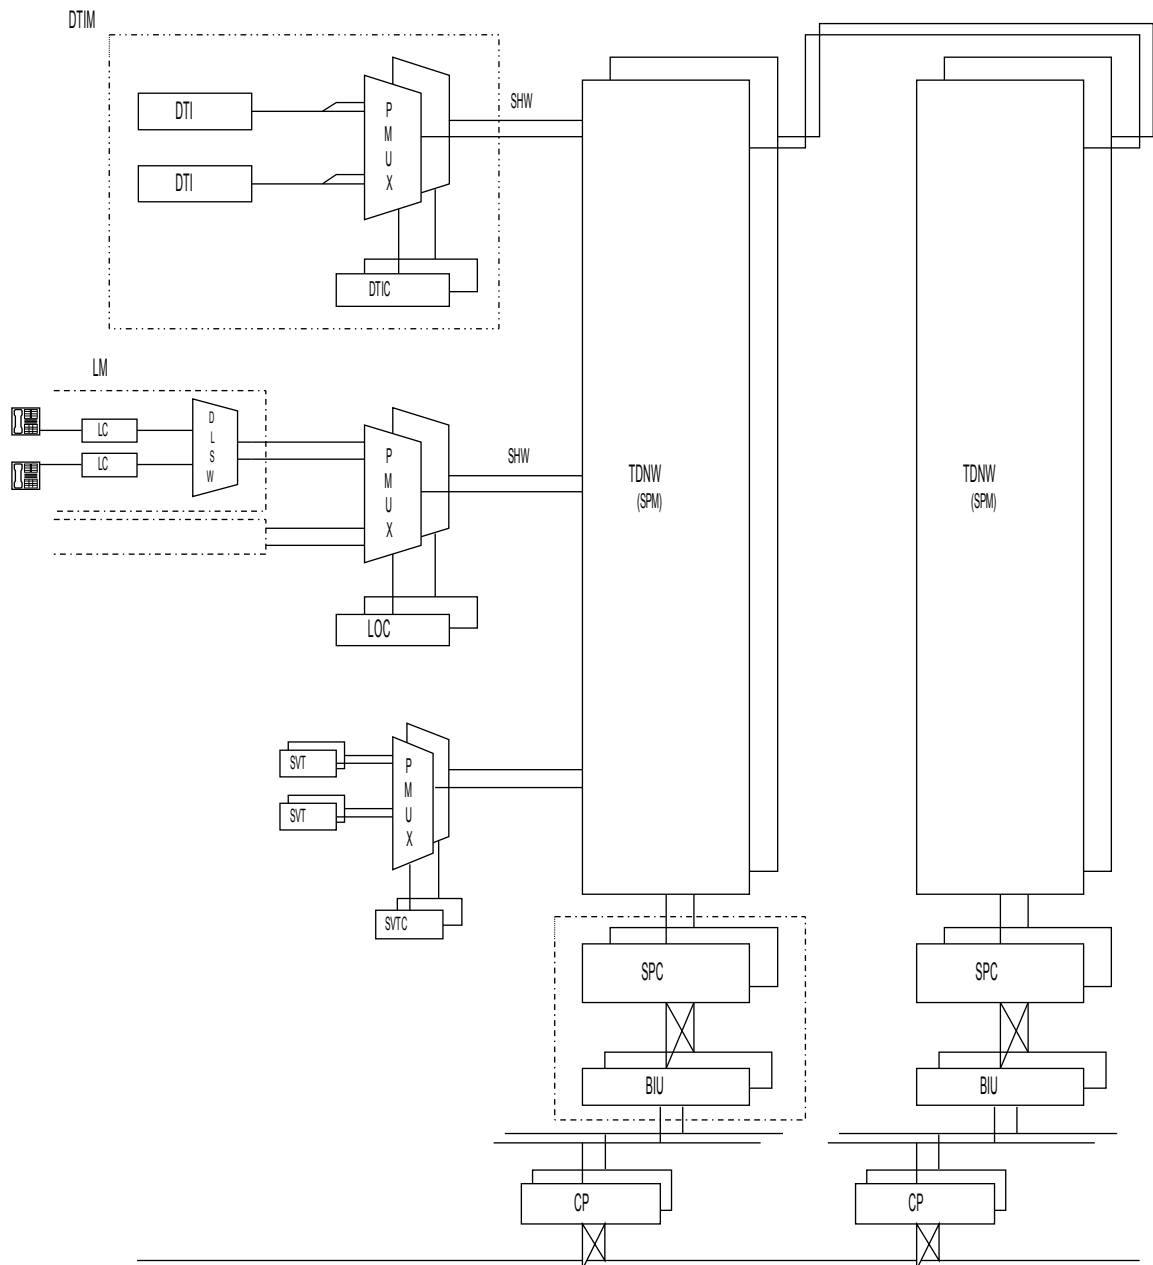 DTIM
DTI
DTI
P
M
U
X
DTIC
SHW
LM
LC
LC
D
L
S
W
P
M
U
X
LOC
SHW
TDNW
(SPM)
TDNW
(SPM)
SVT
SVT
P
M
U
X
SVTC
SPC
SPC
BIU
BIU
CP
CP